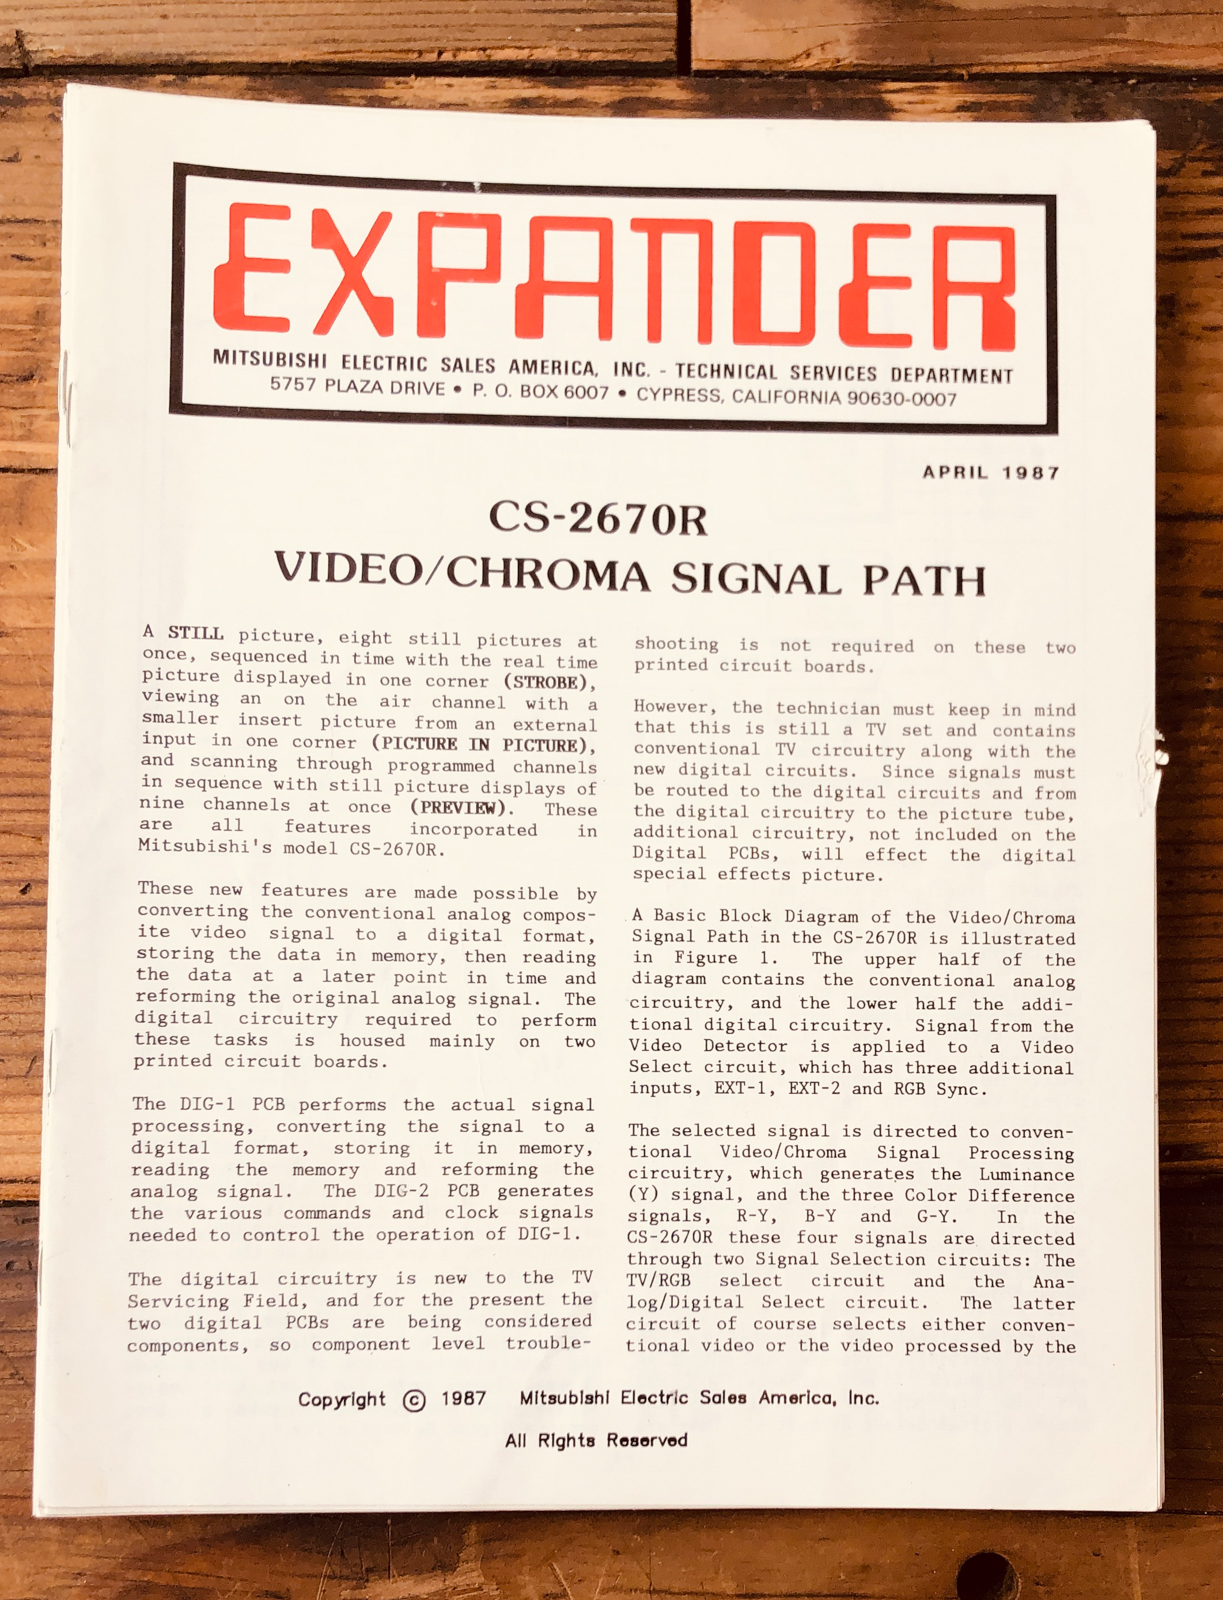 EXPANDER
MITSUBISHI ELECTRIC SALES AMERICA, INC. - TECHNICAL SERVICES DEPARTMENT
5757 PLAZA DRIVE • P. O. BOX 6007 • CYPRESS, CALIFORNIA 90630-0007
APRIL 1987
CS-2670R
VIDEO/CHROMA SIGNAL PATH
A STILL picture, eight still pictures at
once, sequenced in time with the real time
picture displayed in one corner (STROBE),
viewing an on the air channel with a
smaller insert picture from an external
input in one corner (PICTURE IN PICTURE),
and scanning through programmed channels
in sequence with still picture displays of
nine channels at once (PREVIEW). These
are all features incorporated in
Mitsubishi's model CS-2670R.
These new features are made possible by
converting the conventional analog compos-
ite video signal to a digital format,
storing the data in memory, then reading
the data at a later point in time and
reforming the original analog signal. The
digital circuitry required to perform
these tasks is housed mainly on two
printed circuit boards.
The DIG-1 PCB performs the actual signal
processing, converting the signal to a
digital format, storing it in memory,
reading the memory and reforming the
analog signal. The DIG-2 PCB generates
the various commands and clock signals
needed to control the operation of DIG-1.
The digital circuitry is new to the TV
Servicing Field, and for the present the
two digital PCBs are being considered
components, so component level trouble-
shooting is not required on these two
printed circuit boards.
However, the technician must keep in mind
that this is still a TV set and contains
conventional TV circuitry along with the
new digital circuits. Since signals must
be routed to the digital circuits and from
the digital circuitry to the picture tube,
additional circuitry, not included on the
Digital PCBs, will effect the digital
special effects picture.
A Basic Block Diagram of the Video/Chroma
Signal Path in the CS-2670R is illustrated
in Figure 1. The upper half of the
diagram contains the conventional analog
circuitry, and the lower half the addi-
tional digital circuitry. Signal from the
Video Detector is applied to a Video
Select circuit, which has three additional
inputs, EXT-1, EXT-2 and RGB Sync.
The selected signal is directed to conven-
tional Video/Chroma Signal Processing
circuitry, which generates the Luminance
(Y) signal, and the three Color Difference
signals, R-Y, B-Y and G-Y. In the
CS-2670R these four signals are directed
through two Signal Selection circuits: The
TV/RGB select circuit and the Ana-
log/Digital Select circuit. The latter
circuit of course selects either conven-
tional video or the video processed by the
Copyright © 1987 Mitsubishi Electric Sales America, Inc.
All Rights Reserved